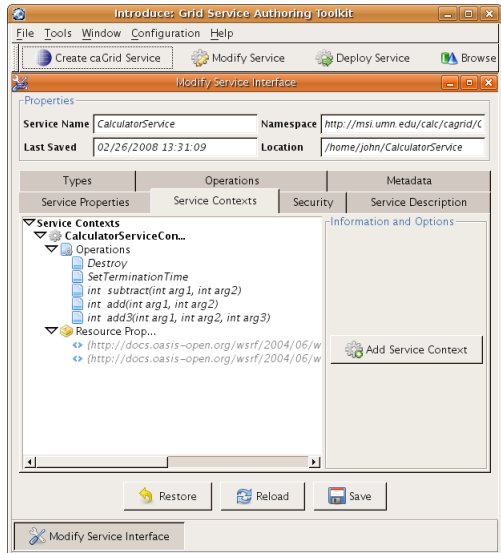 Introduce: Grid Service Authoring Toolkit
File Tools Window Configuration Help
Create caGrid Service Modify Service Deploy Service Browse
Modify Service Interface
Properties
Service Name CalculatorService Namespace http://msi.umn.edu/calc/cagrid/C
Last Saved 02/26/2008 13:31:09 Location /home/john/CalculatorService
Types Operations Metadata
Service Properties Service Contexts Security Service Description
Service Contexts
CalculatorServiceCon...
Operations
Destroy
SetTerminationTime
int subtract(int arg1, int arg2)
int add(int arg1, int arg2)
int add3(int arg1, int arg2, int arg3)
Resource Prop...
<> {http://docs.oasis-open.org/wsrf/2004/06/w
<> {http://docs.oasis-open.org/wsrf/2004/06/w
Information and Options
Add Service Context
Restore Reload Save
Modify Service Interface